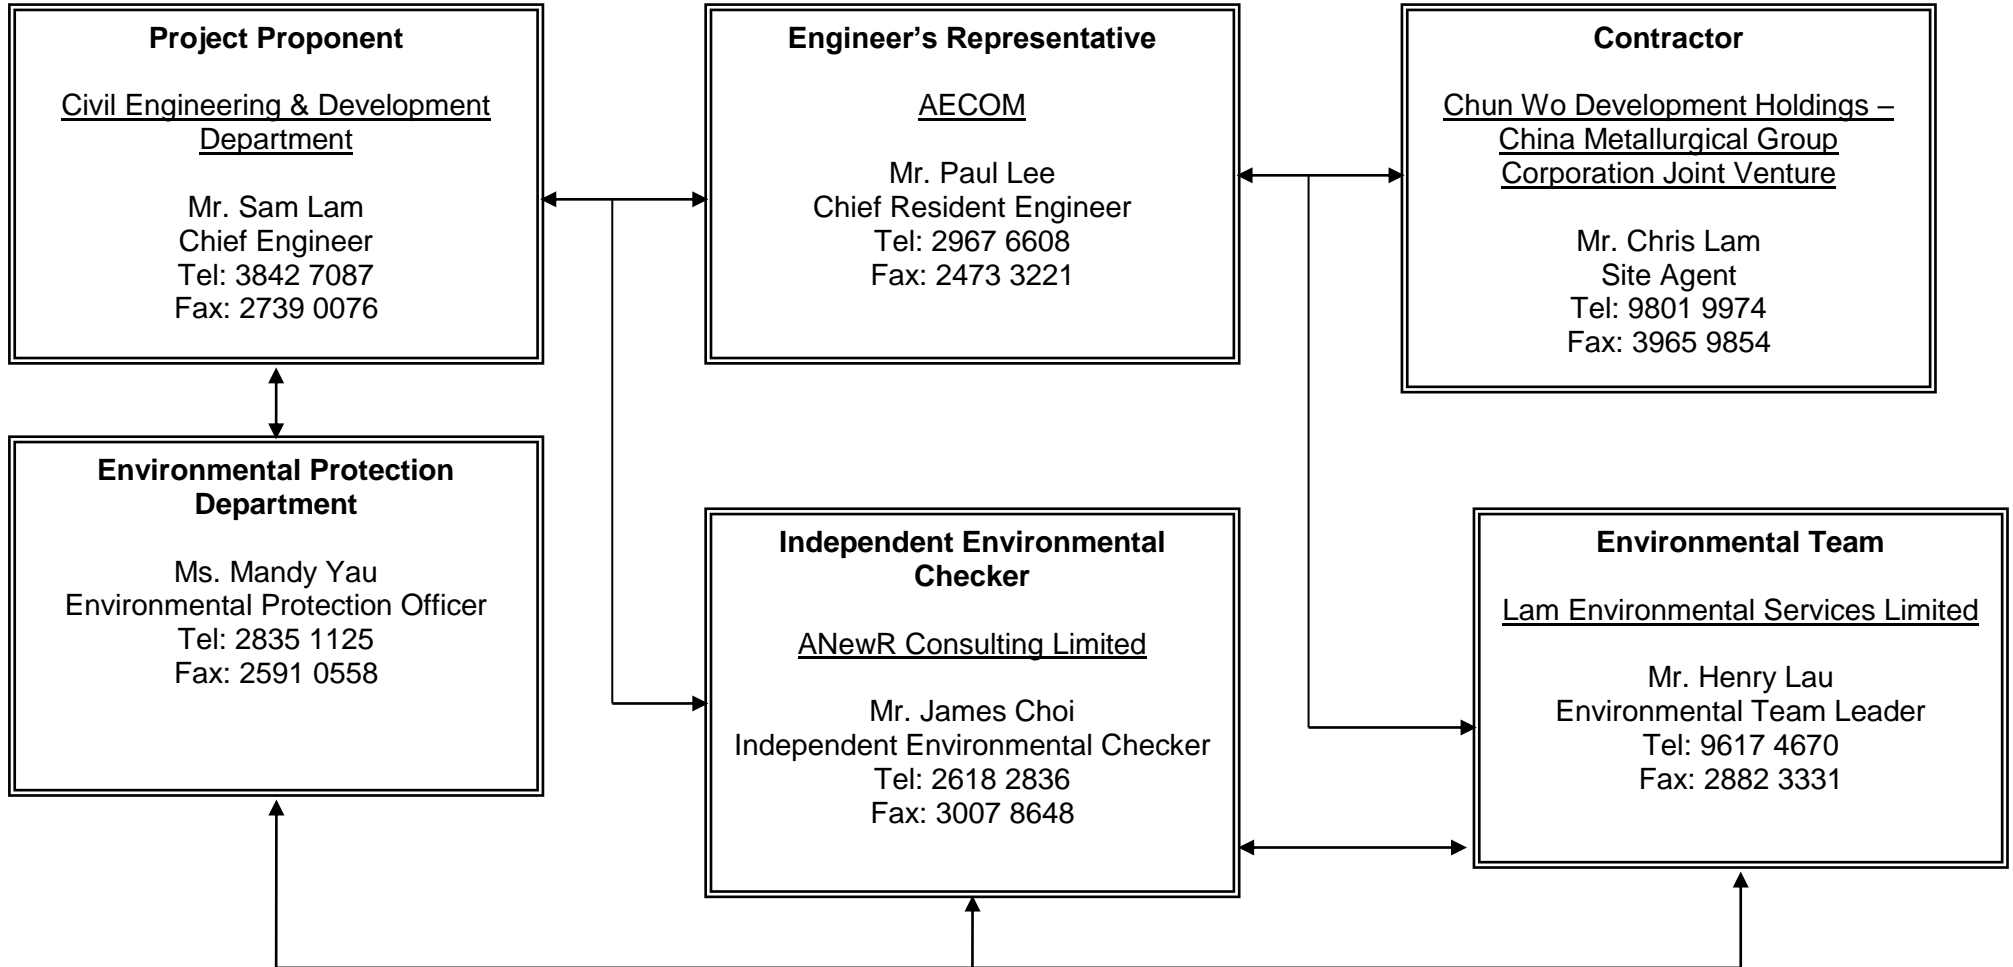 Project Proponent
Civil Engineering & Development
Department
Mr. Sam Lam
Chief Engineer
Tel: 3842 7087
Fax: 2739 0076
Engineer’s Representative
AECOM
Mr. Paul Lee
Chief Resident Engineer
Tel: 2967 6608
Fax: 2473 3221
Contractor
Chun Wo Development Holdings –
China Metallurgical Group
Corporation Joint Venture
Mr. Chris Lam
Site Agent
Tel: 9801 9974
Fax: 3965 9854
Environmental Protection
Department
Ms. Mandy Yau
Environmental Protection Officer
Tel: 2835 1125
Fax: 2591 0558
Independent Environmental
Checker
ANewR Consulting Limited
Mr. James Choi
Independent Environmental Checker
Tel: 2618 2836
Fax: 3007 8648
Environmental Team
Lam Environmental Services Limited
Mr. Henry Lau
Environmental Team Leader
Tel: 9617 4670
Fax: 2882 3331